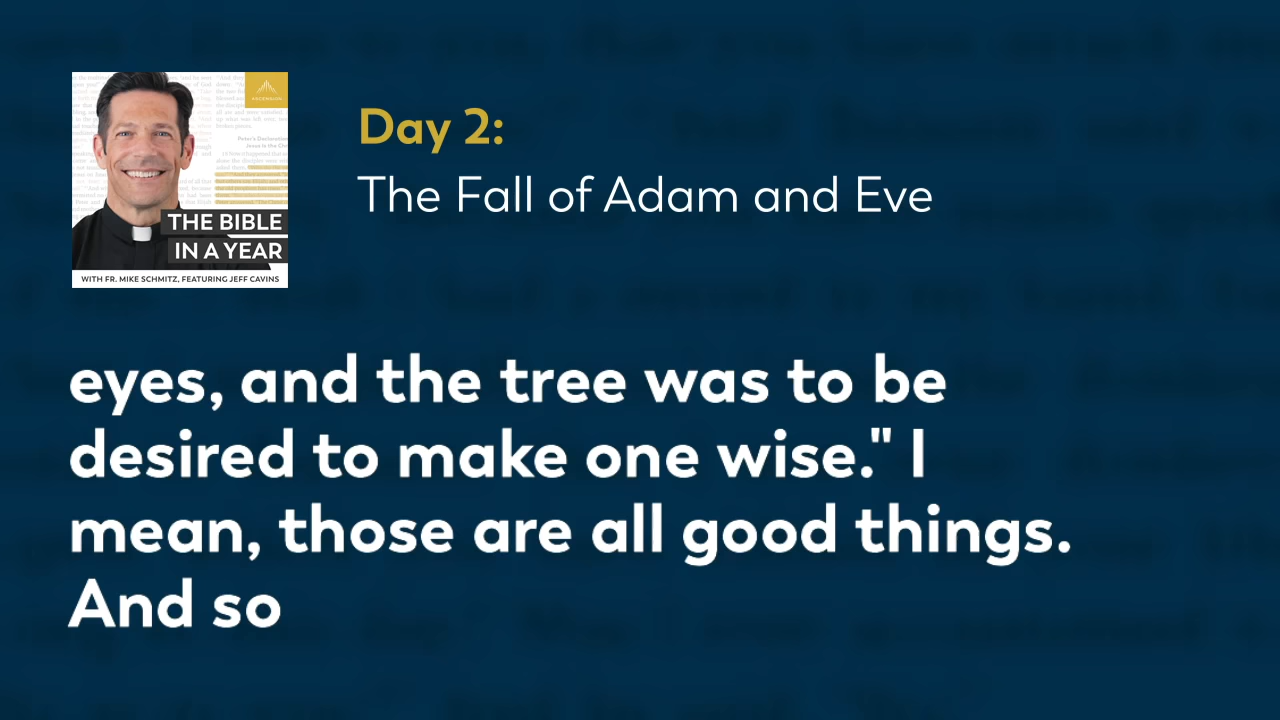 ASCENSION
THE BIBLE
IN A YEAR
WITH FR. MIKE SCHMITZ, FEATURING JEFF CAVINS
Day 2:
The Fall of Adam and Eve
eyes, and the tree was to be
desired to make one wise." I
mean, those are all good things.
And so